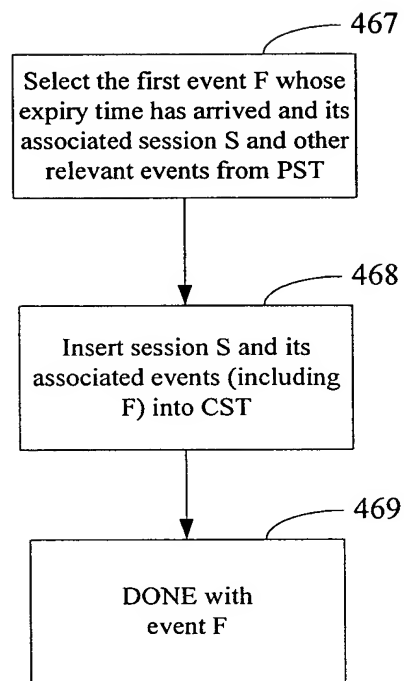 467
Select the first event F whose
expiry time has arrived and its
associated session S and other
relevant events from PST
468
Insert session S and its
associated events (including
F) into CST
469
DONE with
event F